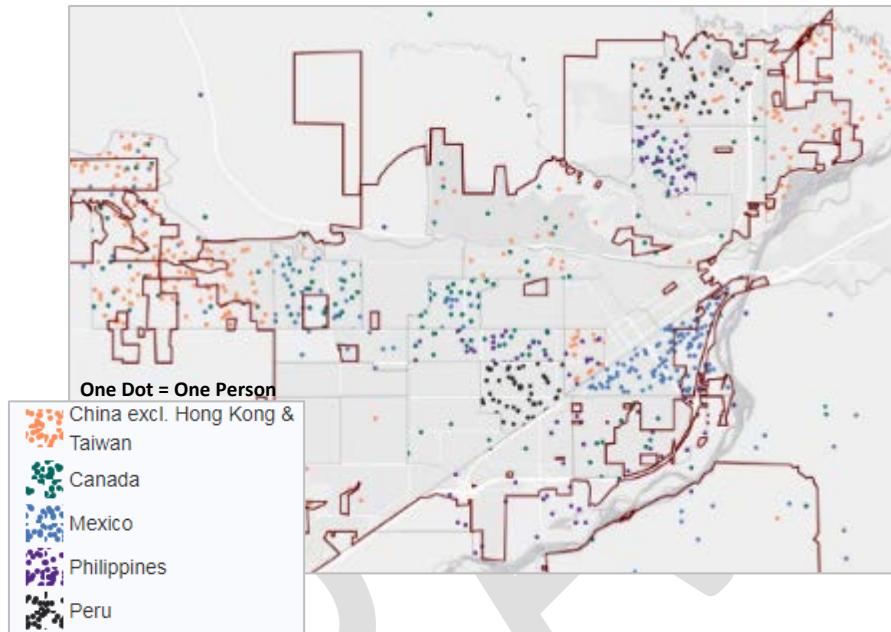 One Dot = One Person
China excl. Hong Kong &
Taiwan
Canada
Mexico
Philippines
Peru